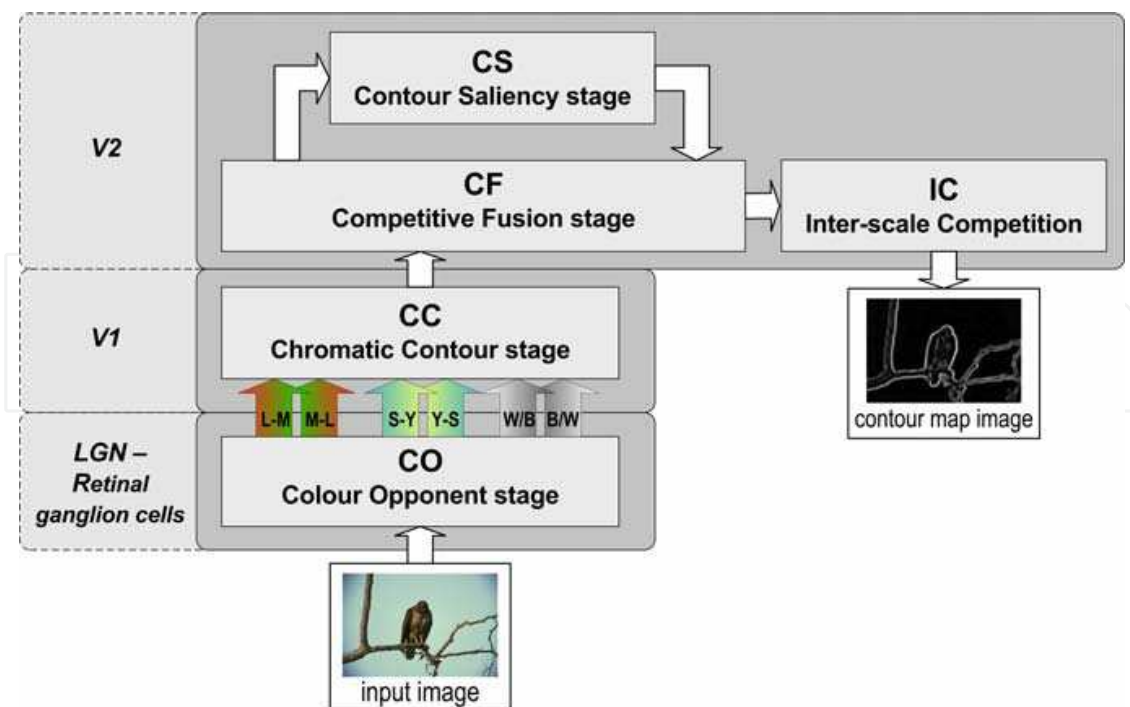 CS
Contour Saliency stage
V2
CF
Competitive Fusion stage
IC
Inter-scale Competition
CC
Chromatic Contour stage
V1
contour map image
L-M
M-L
S-Y
Y-S
W/B
B/W
LGN –
Retinal
ganglion cells
CO
Colour Opponent stage
input image